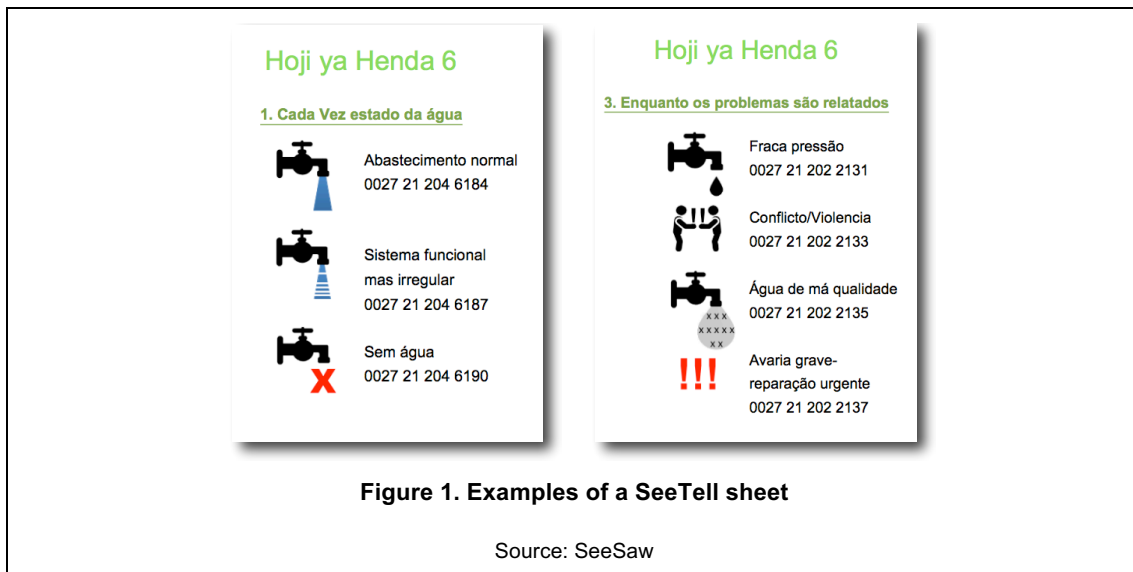 Hoji ya Henda 6
1. Cada Vez estado da água
Abastecimento normal
0027 21 204 6184
Sistema funcional
mas irregular
0027 21 204 6187
Sem água
0027 21 204 6190
X
Hoji ya Henda 6
3. Enquanto os problemas são relatados
Fraca pressão
0027 21 202 2131
!!
Conflicto/Violencia
0027 21 202 2133
Água de má qualidade
0027 21 202 2135
x x x
x x x x x
x x
!!!
Avaria grave-
reparação urgente
0027 21 202 2137
Figure 1. Examples of a SeeTell sheet
Source: SeeSaw